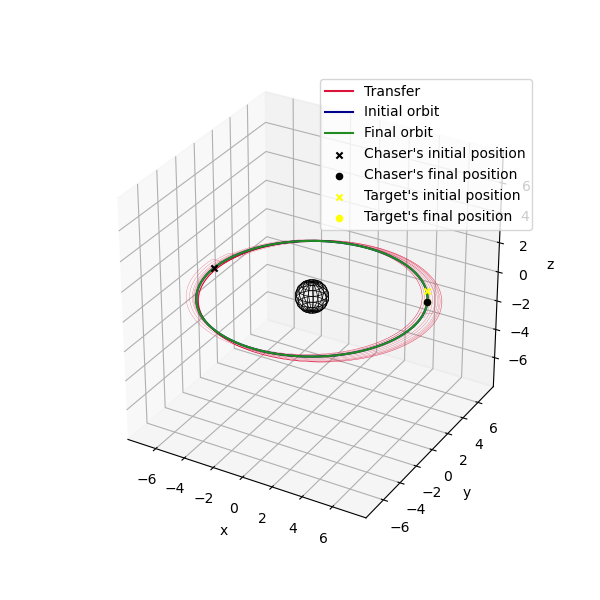 Transfer
Initial orbit
Final orbit
Chaser's initial position
Chaser's final position
Target's initial position
Target's final position
6
4
2
0
−2
−4
−6
z
−6
−4
−2
0
2
4
6
x
−6
−4
−2
0
2
4
6
y